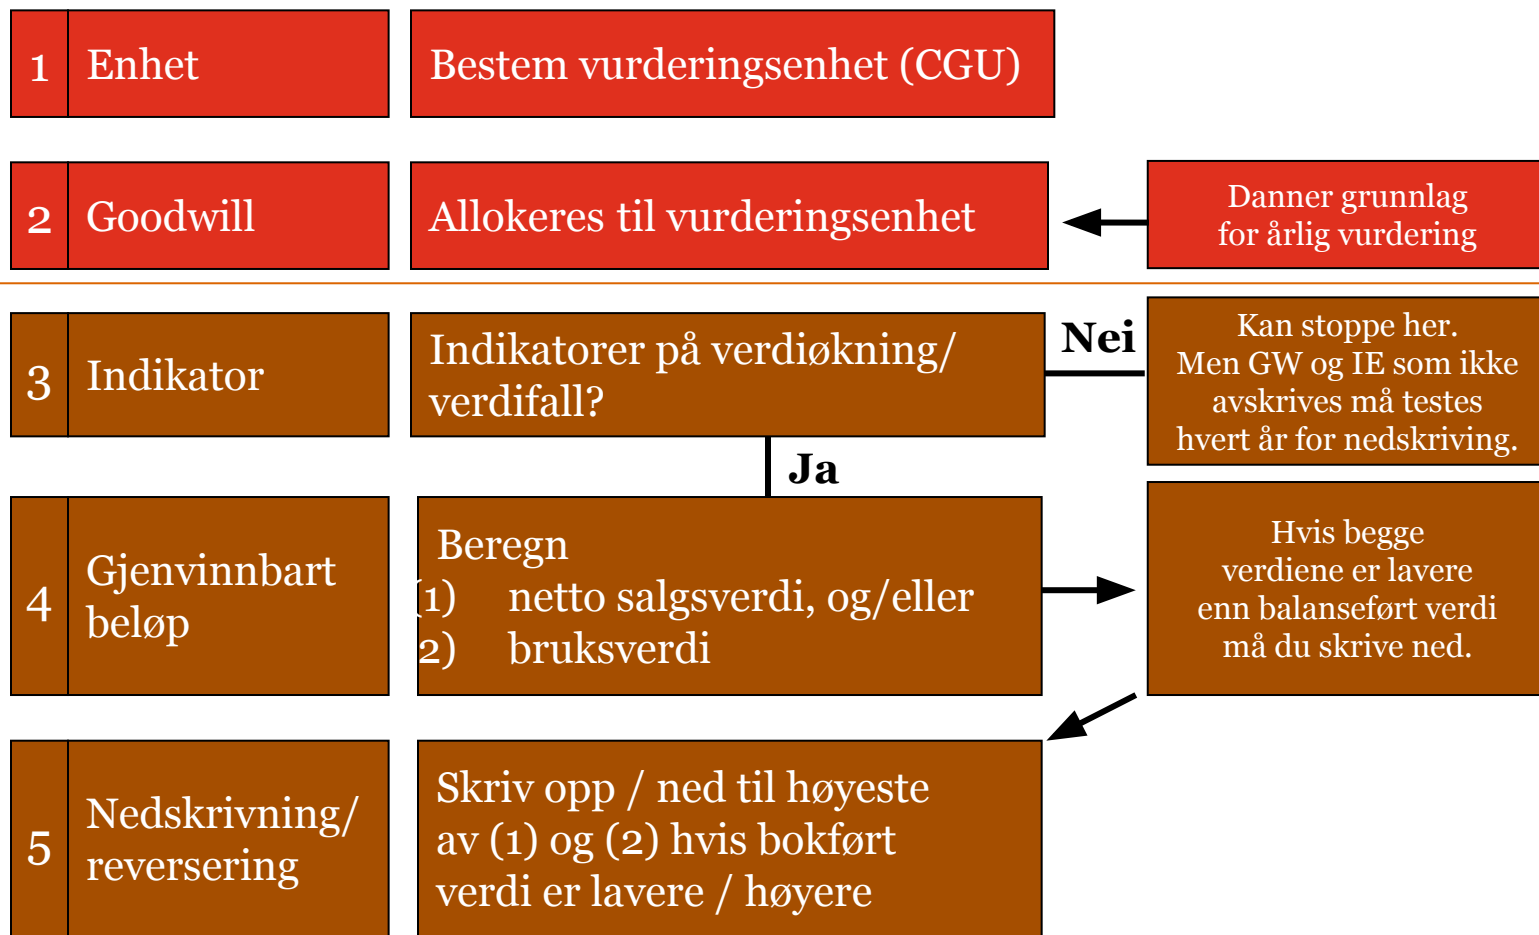 1
Enhet
Bestem vurderingsenhet (CGU)
2
Goodwill
Allokeres til vurderingsenhet
Danner grunnlag
for årlig vurdering
3
Indikator
Indikatorer på verdiøkning/
verdifall?
Nei
Kan stoppe her.
Men GW og IE som ikke
avskrives må testes
hvert år for nedskriving.
Ja
4
Gjenvinnbart
beløp
Beregn
(1) netto salgsverdi, og/eller
2) bruksverdi
Hvis begge
verdiene er lavere
enn balanseført verdi
må du skrive ned.
5
Nedskrivning/
reversering
Skriv opp / ned til høyeste
av (1) og (2) hvis bokført
verdi er lavere / høyere